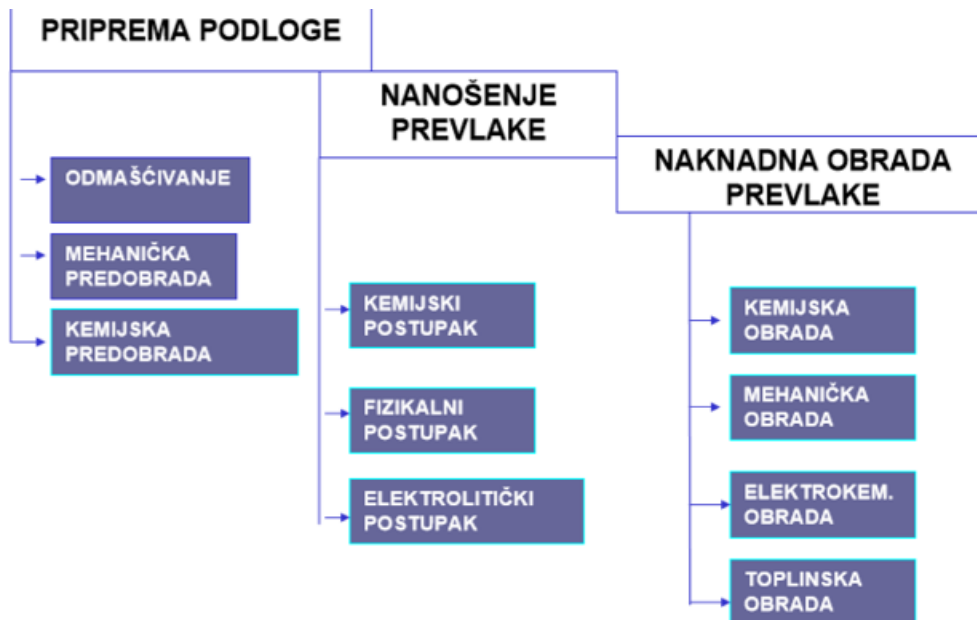 PRIPREMA PODLOGE
ODMAŠĆIVANJE
MEHANIČKA
PREDOBRADA
KEMIJSKA
PREDOBRADA
NANOŠENJE
PREVLAKE
KEMIJSKI
POSTUPAK
FIZIKALNI
POSTUPAK
ELEKTROLITIČKI
POSTUPAK
NAKNADNA OBRADA
PREVLAKE
KEMIJSKA
OBRADA
MEHANIČKA
OBRADA
ELEKTROKEM.
OBRADA
TOPLINSKA
OBRADA